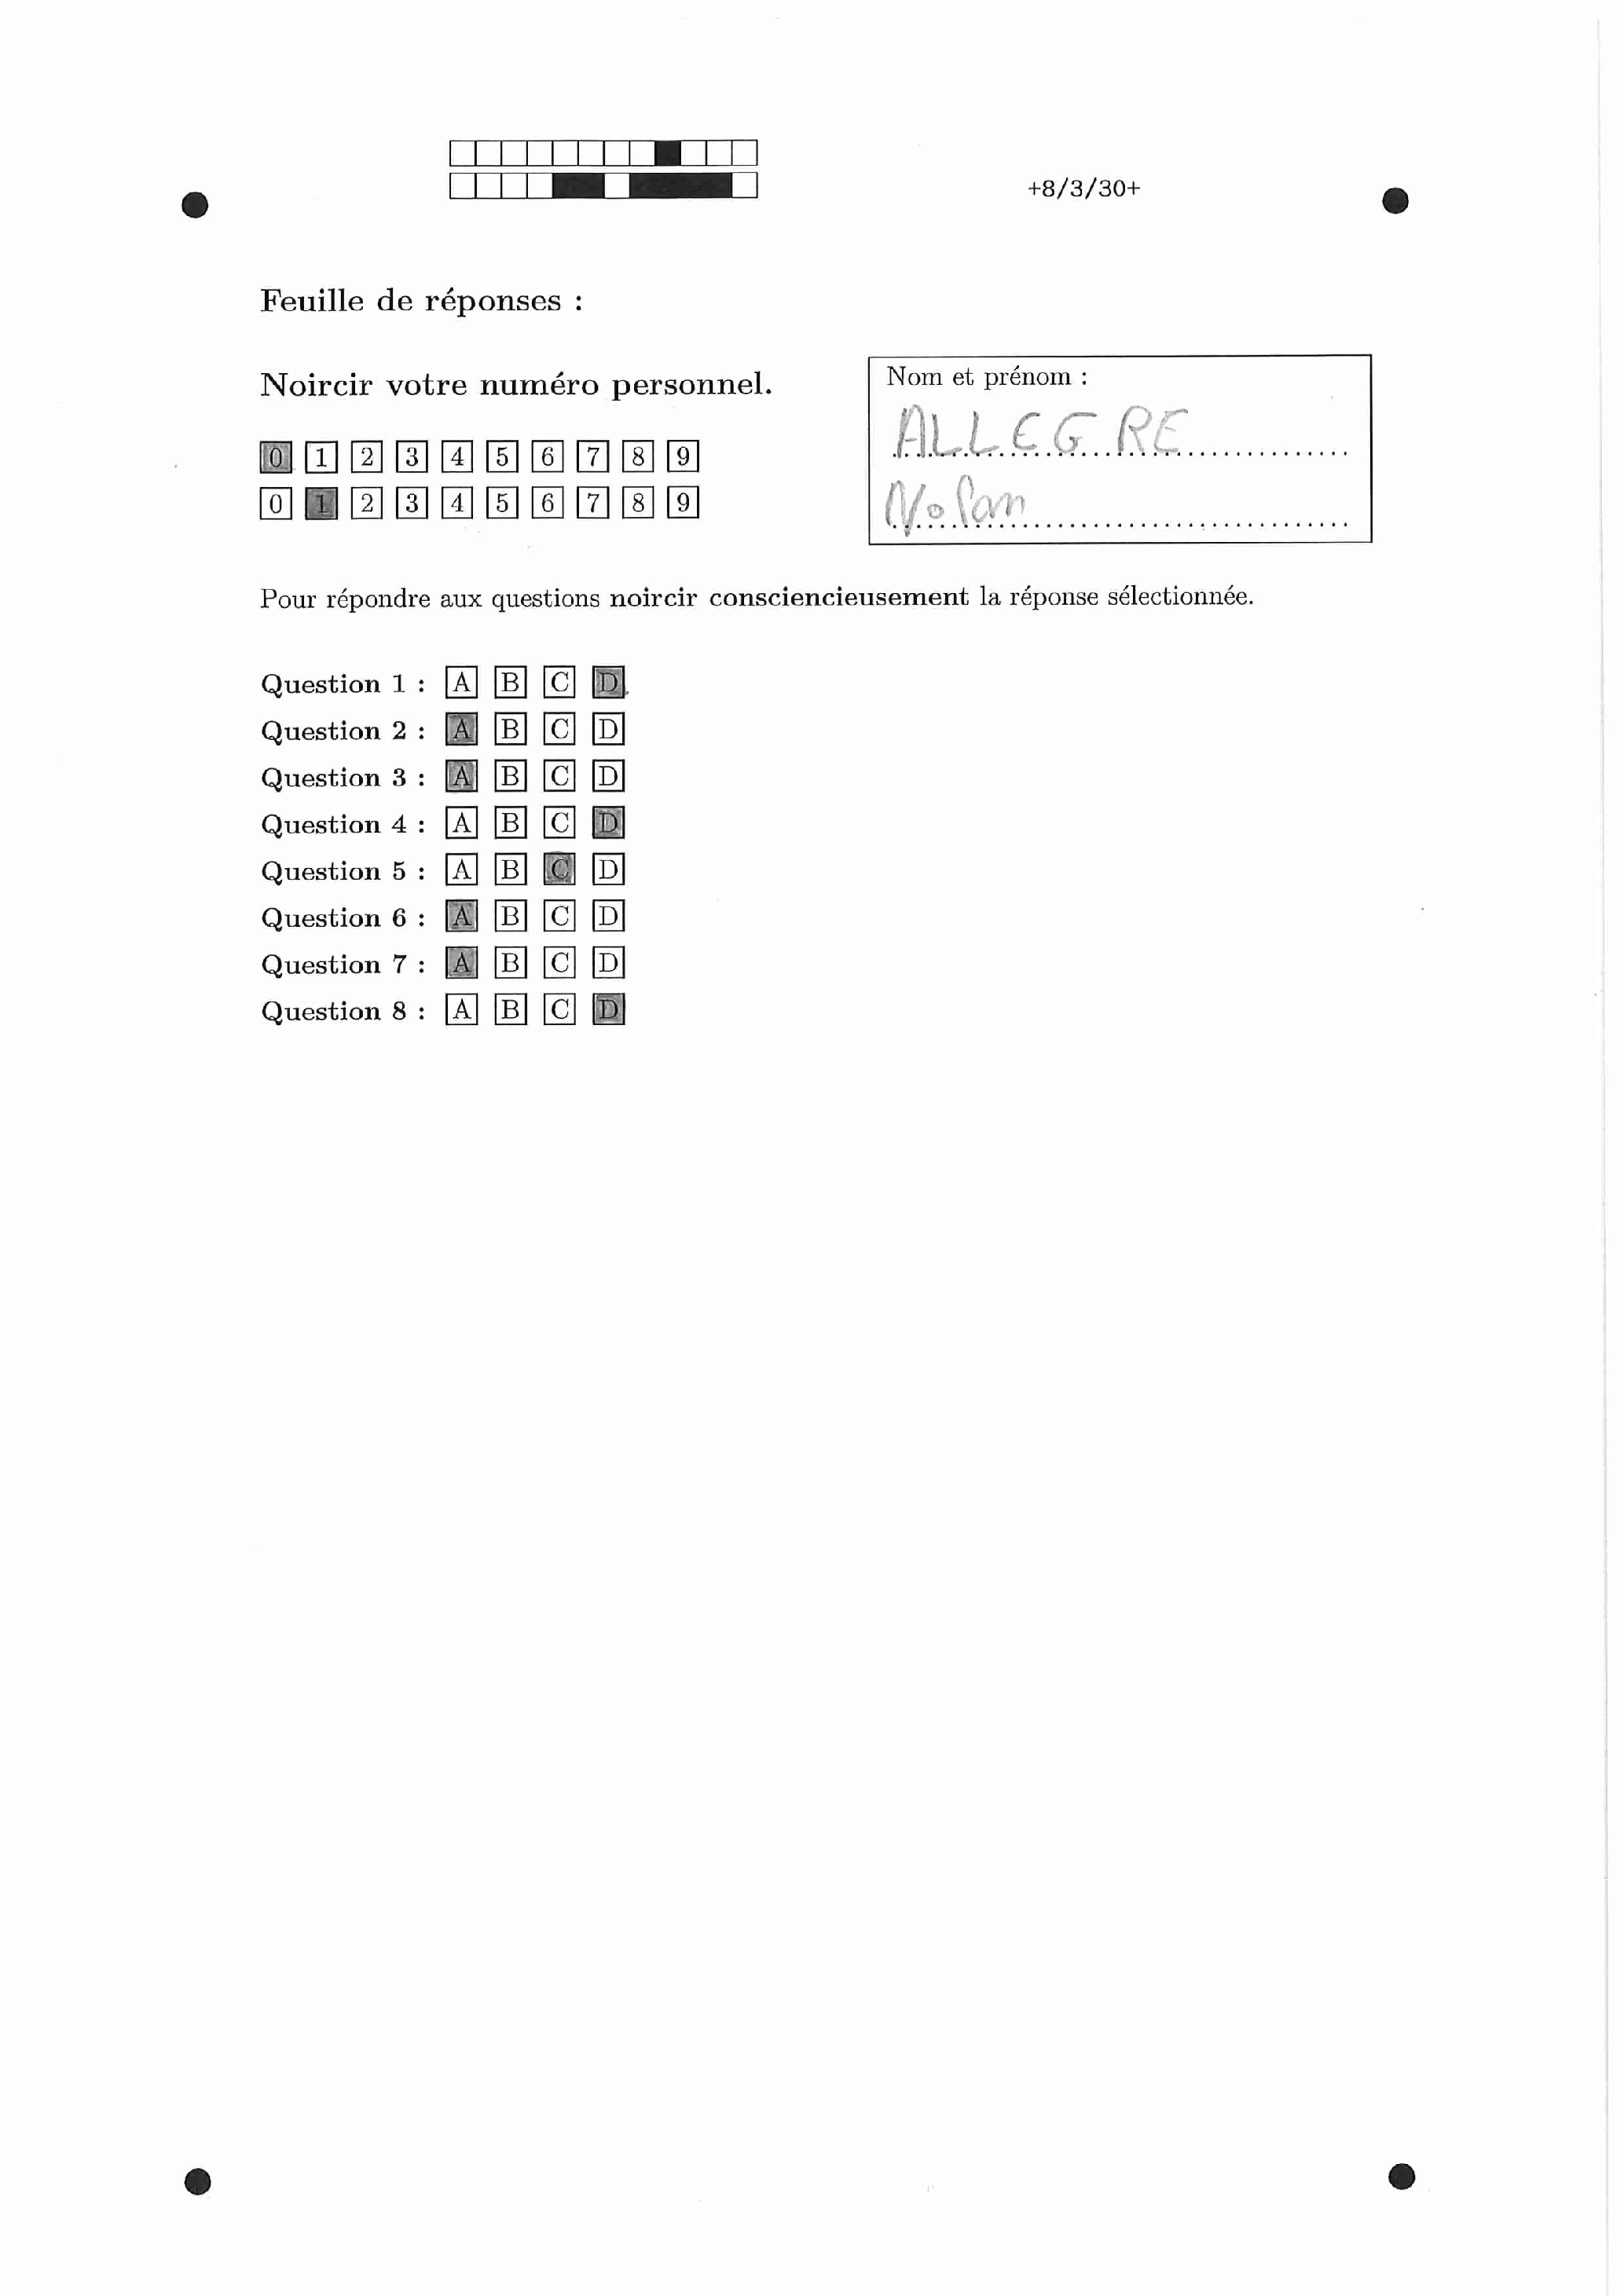 +8/3/30+
Feuille de réponses :
Noircir votre numéro personnel.
0 1 2 3 4 5 6 7 8 9
0 1 2 3 4 5 6 7 8 9
Nom et prénom :
ALLEGRE
Nolan
Pour répondre aux questions noircir consciencieusement la réponse sélectionnée.
Question 1 : A B C D
Question 2 : A B C D
Question 3 : A B C D
Question 4 : A B C D
Question 5 : A B C D
Question 6 : A B C D
Question 7 : A B C D
Question 8 : A B C D